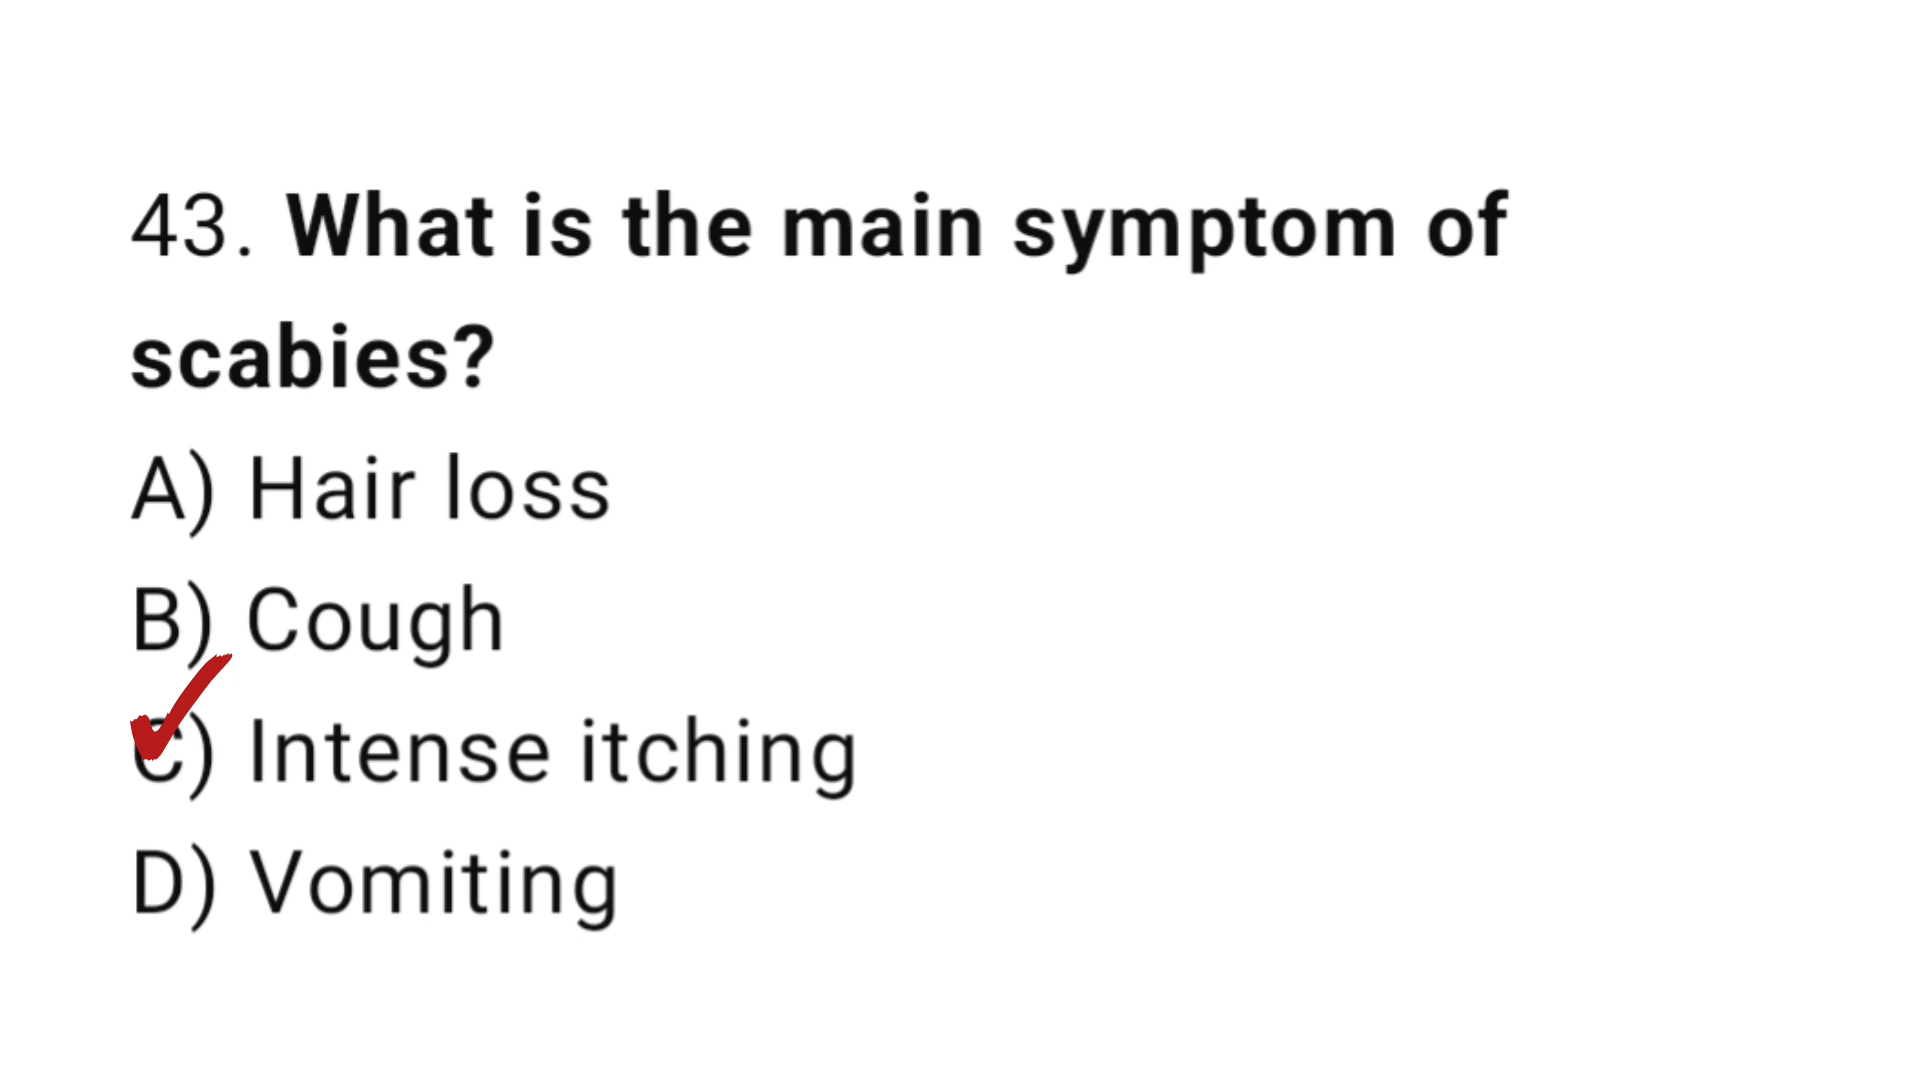 43. What is the main symptom of
scabies?
A) Hair loss
B) Cough
C) Intense itching
D) Vomiting